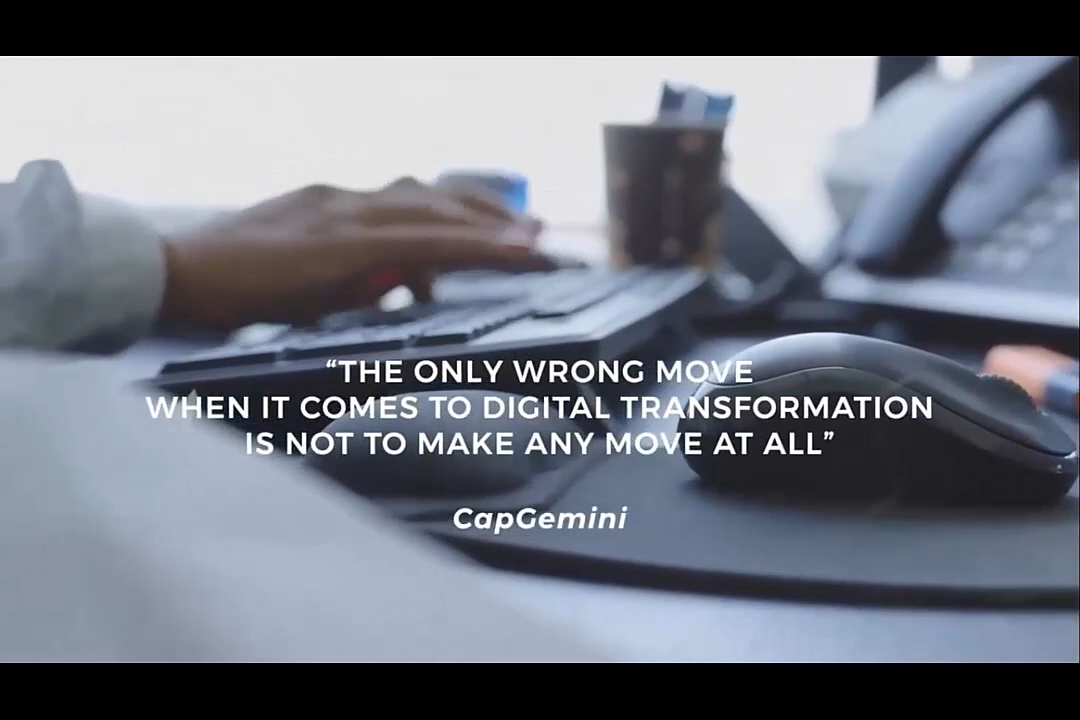 “THE ONLY WRONG MOVE
WHEN IT COMES TO DIGITAL TRANSFORMATION
IS NOT TO MAKE ANY MOVE AT ALL”
CapGemini